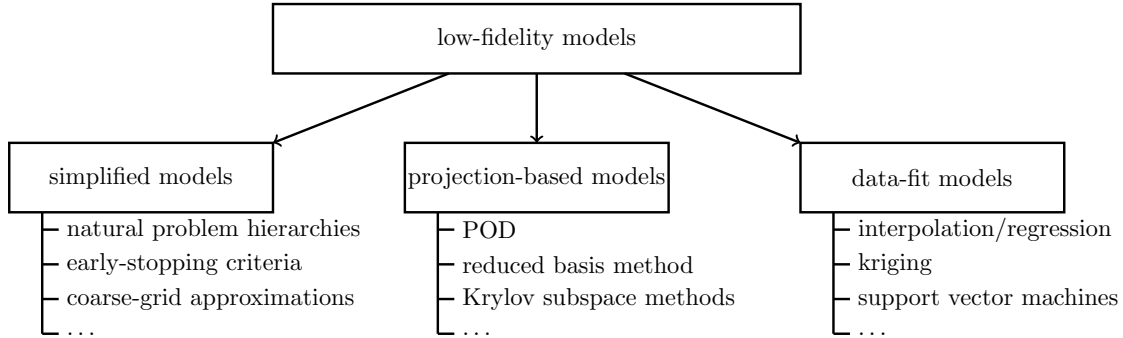 low-fidelity models
simplified models
natural problem hierarchies
early-stopping criteria
coarse-grid approximations
...
projection-based models
POD
reduced basis method
Krylov subspace methods
...
data-fit models
interpolation/regression
kriging
support vector machines
...